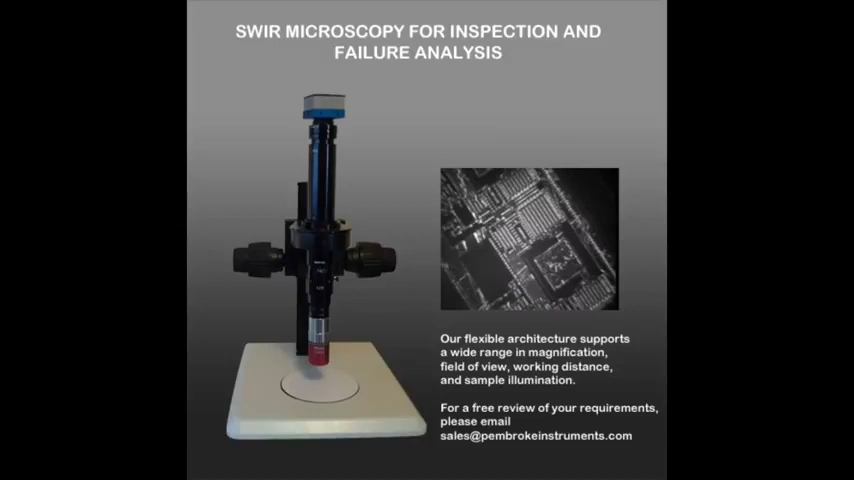 SWIR MICROSCOPY FOR INSPECTION AND
FAILURE ANALYSIS
Our flexible architecture supports
a wide range in magnification,
field of view, working distance,
and sample illumination.
For a free review of your requirements,
please email
sales@pembrokeinstruments.com